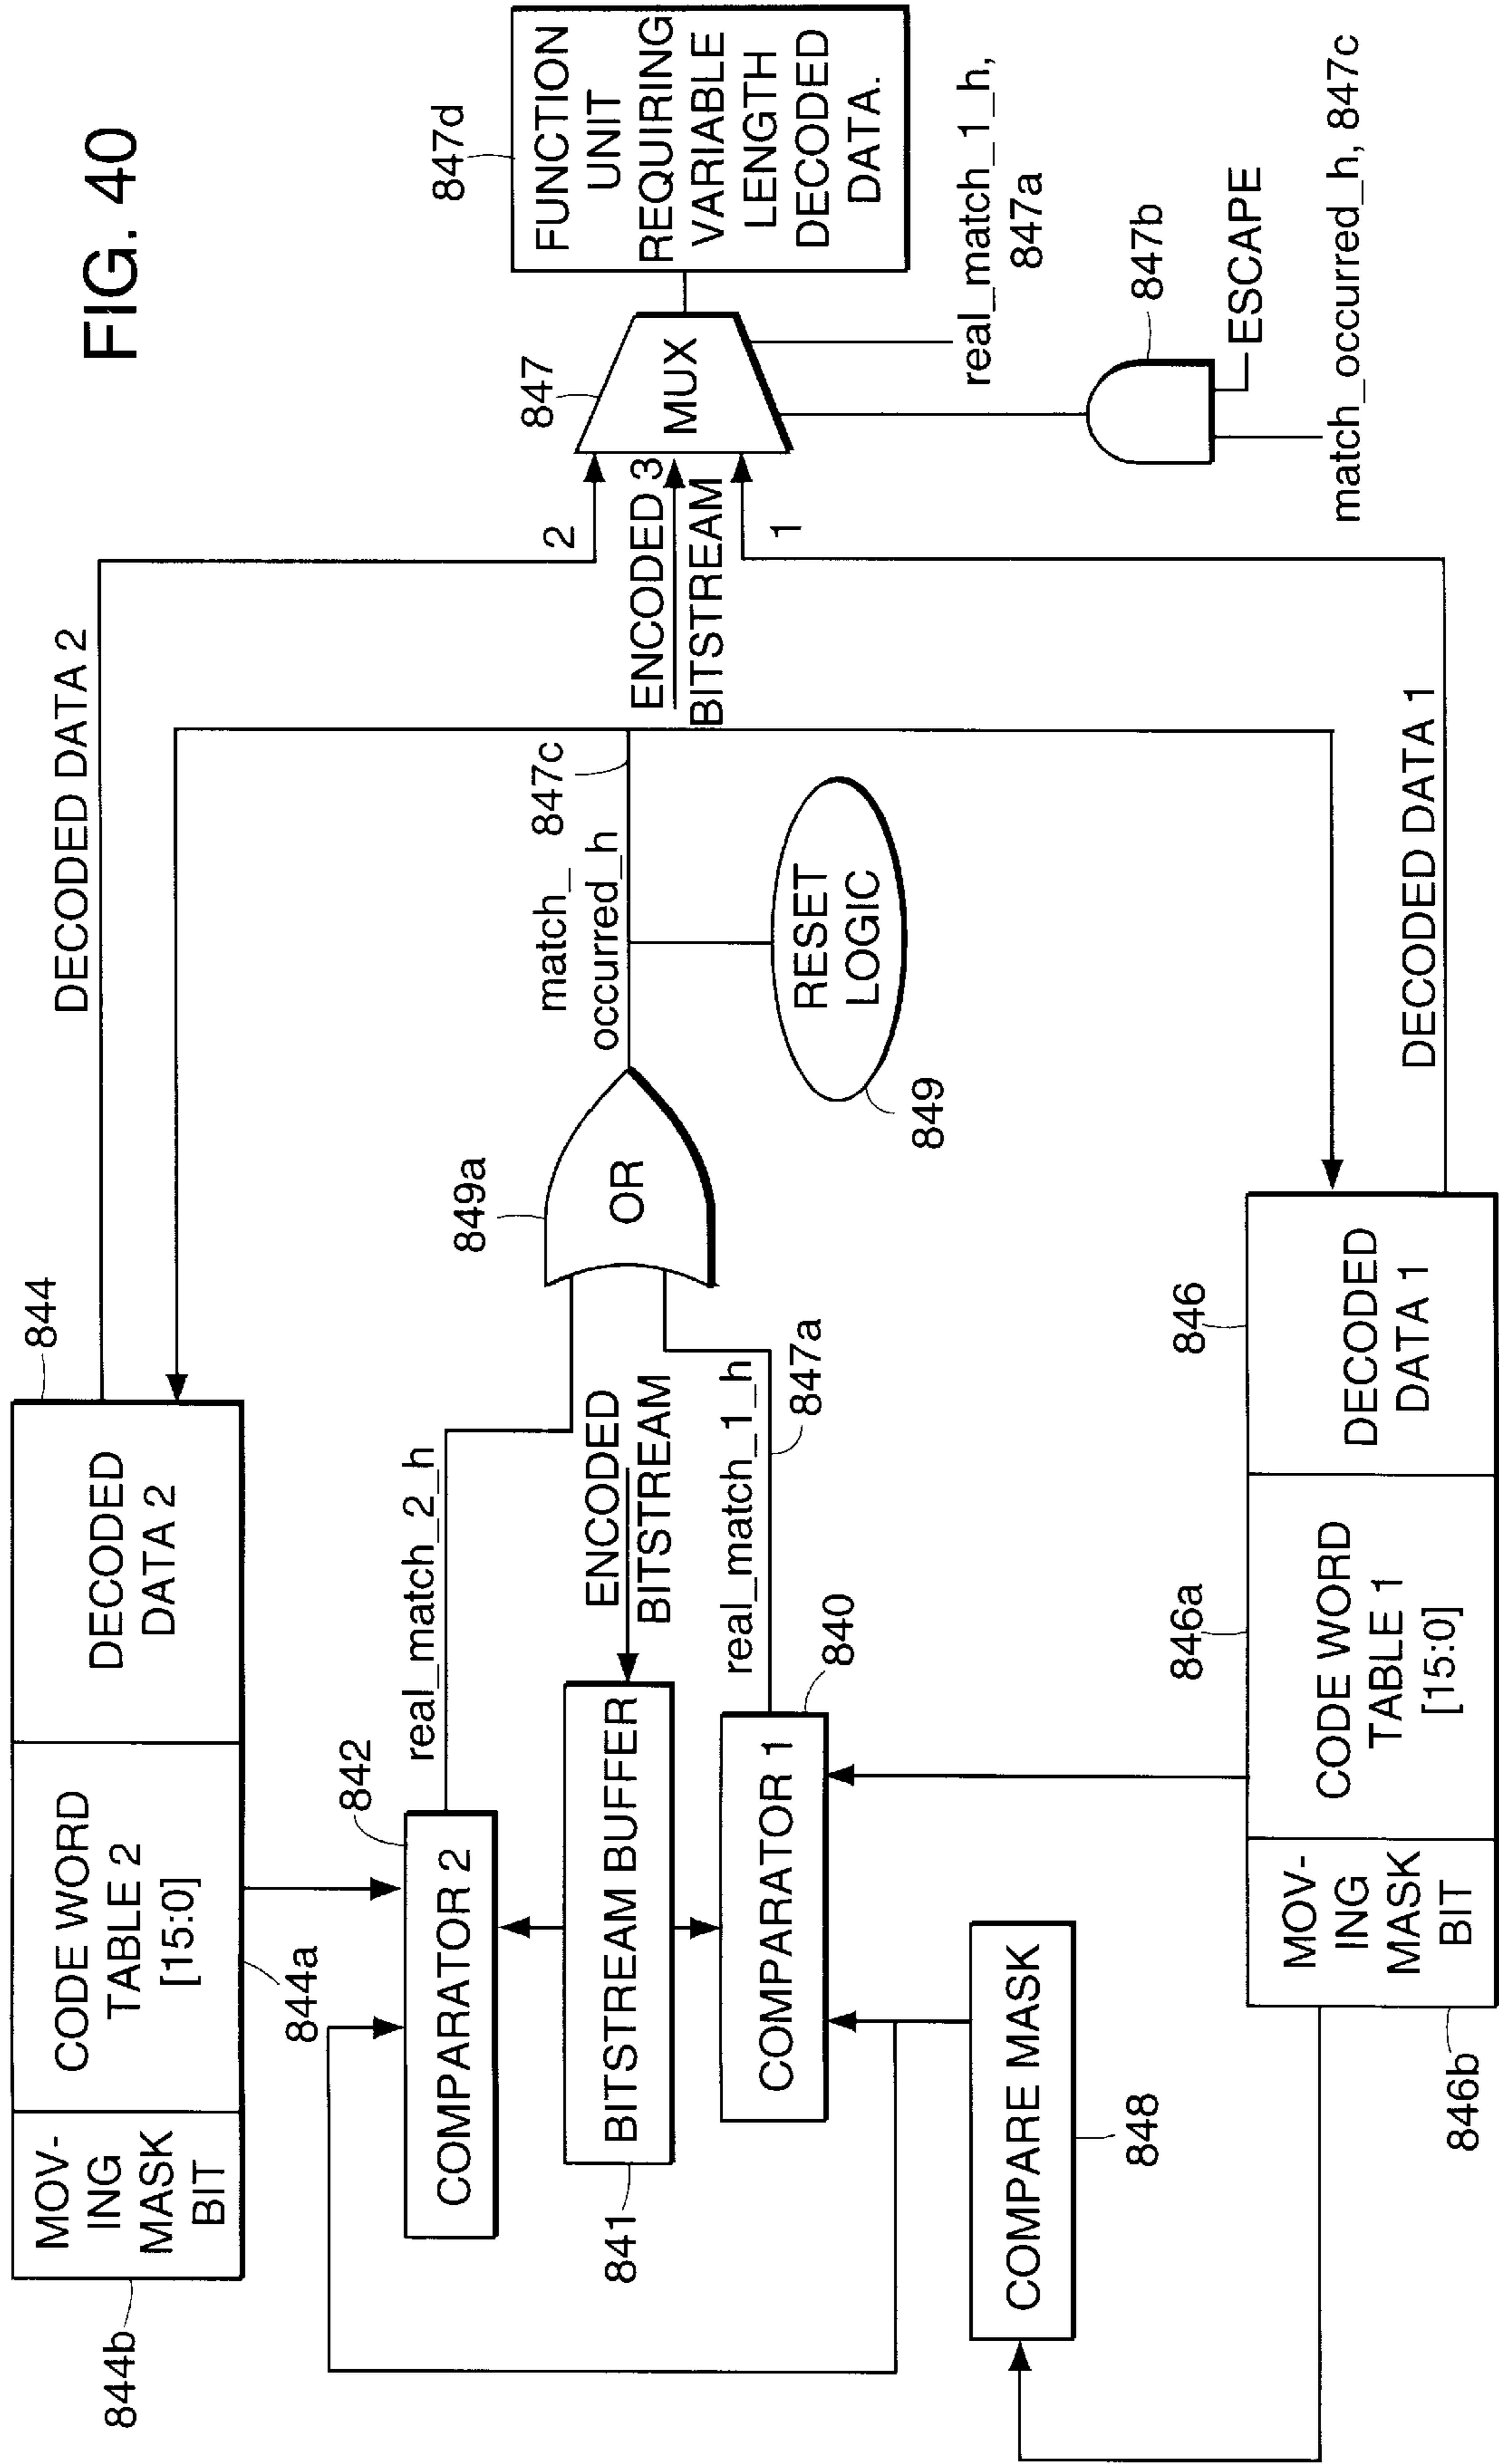 FIG. 40
844b
MOV-
ING
MASK
BIT
CODE WORD
TABLE 2
[15:0]
844a
DECODED
DATA 2
844
DECODED DATA 2
842
COMPARATOR 2
real_match_2_h
841
BITSTREAM BUFFER
ENCODED
BITSTREAM
COMPARATOR 1
840
real_match_1_h
847a
848
COMPARE MASK
849a
OR
match_
occurred_h
847c
RESET
LOGIC
849
846b
MOV-
ING
MASK
BIT
846a
CODE WORD
TABLE 1
[15:0]
846
DECODED
DATA 1
DECODED DATA 1
2
ENCODED 3
BITSTREAM
1
847
MUX
847d
FUNCTION
UNIT
REQUIRING
VARIABLE
LENGTH
DECODED
DATA.
real_match_1_h,
847a
847b
ESCAPE
match_occurred_h, 847c